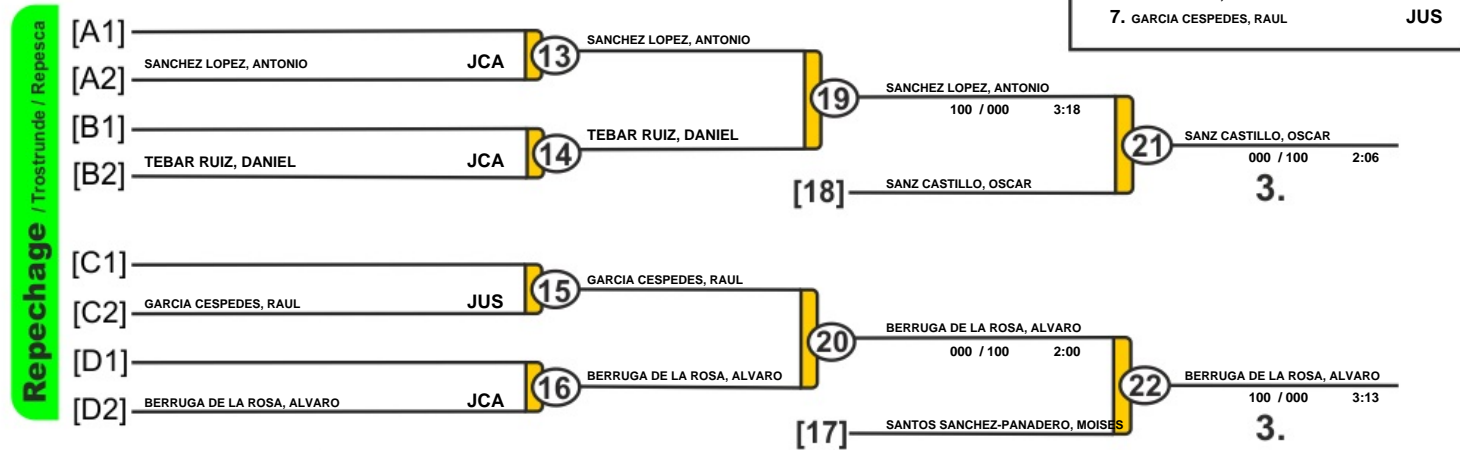 7. GARCIA CESPEDES, RAUL JUS
Repechage / Trostrunde / Repesca
[A1]
SANCHEZ LOPEZ, ANTONIO JCA
[A2]
13
SANCHEZ LOPEZ, ANTONIO
[B1]
TEBAR RUIZ, DANIEL JCA
[B2]
14
TEBAR RUIZ, DANIEL
19
SANCHEZ LOPEZ, ANTONIO
100 / 000 3:18
[18]
SANZ CASTILLO, OSCAR
21
SANZ CASTILLO, OSCAR
000 / 100 2:06
3.
[C1]
GARCIA CESPEDES, RAUL JUS
[C2]
15
GARCIA CESPEDES, RAUL
[D1]
BERRUGA DE LA ROSA, ALVARO JCA
[D2]
16
BERRUGA DE LA ROSA, ALVARO
20
BERRUGA DE LA ROSA, ALVARO
000 / 100 2:00
[17]
SANTOS SANCHEZ-PANADERO, MOISES
22
BERRUGA DE LA ROSA, ALVARO
100 / 000 3:13
3.